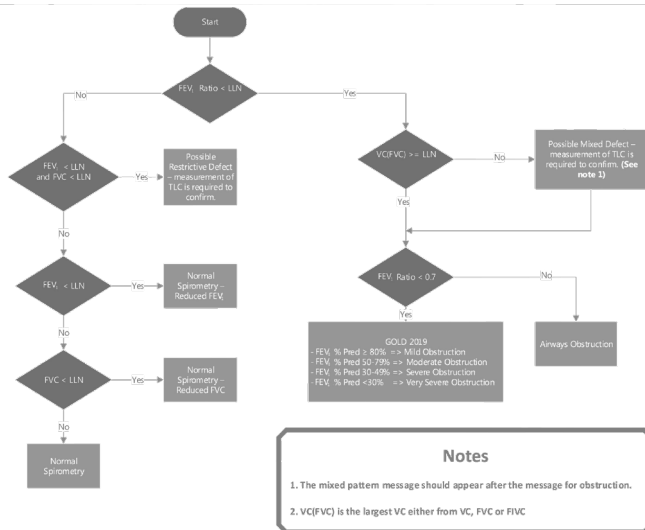 Start
FEV₁ Ratio < LLN
No
Yes
FEV₁ < LLN
and FVC < LLN
Yes
Possible
Restrictive Defect
– measurement of
TLC is required to
confirm.
VC(FVC) >= LLN
No
Possible Mixed Defect –
measurement of TLC is
required to confirm. (See
note 1)
Yes
No
FEV₁ < LLN
Yes
Normal
Spirometry –
Reduced FEV₁
FEV₁ Ratio < 0.7
No
Yes
No
FVC < LLN
Yes
Normal
Spirometry –
Reduced FVC
GOLD 2019
- FEV₁ % Pred ≥ 80% => Mild Obstruction
- FEV₁ % Pred 50-79% => Moderate Obstruction
- FEV₁ % Pred 30-49% => Severe Obstruction
- FEV₁ % Pred <30% => Very Severe Obstruction
Airways Obstruction
No
Normal
Spirometry
Notes
1. The mixed pattern message should appear after the message for obstruction.
2. VC(FVC) is the largest VC either from VC, FVC or FIVC